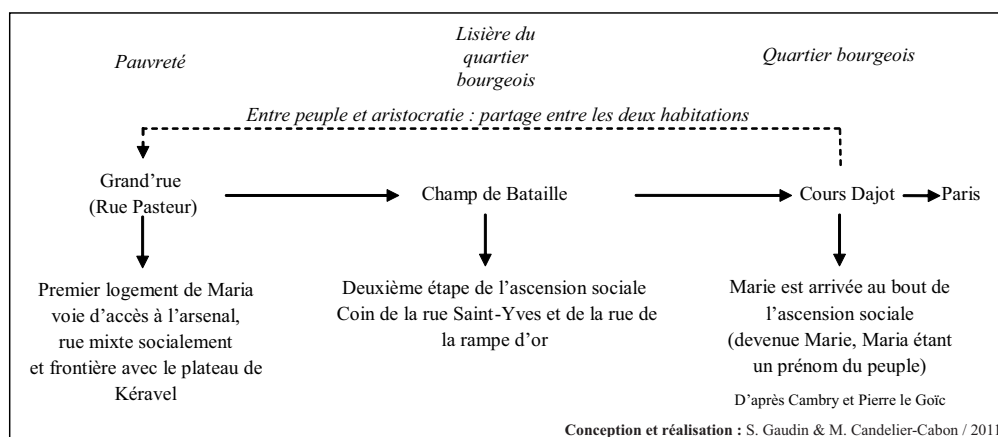 Pauvreté
Lisière du
quartier
bourgeois
Quartier bourgeois
Entre peuple et aristocratie : partage entre les deux habitations
Grand'rue
(Rue Pasteur)
Champ de Bataille
Cours Dajot
Paris
Premier logement de Maria
voie d'accès à l'arsenal,
rue mixte socialement
et frontière avec le plateau de
Kéravel
Deuxième étape de l'ascension sociale
Coin de la rue Saint-Yves et de la rue de
la rampe d'or
Marie est arrivée au bout de
l'ascension sociale
(devenue Marie, Maria étant
un prénom du peuple)
D'après Cambry et Pierre le Goïc
Conception et réalisation : S. Gaudin & M. Candelier-Cabon / 2011